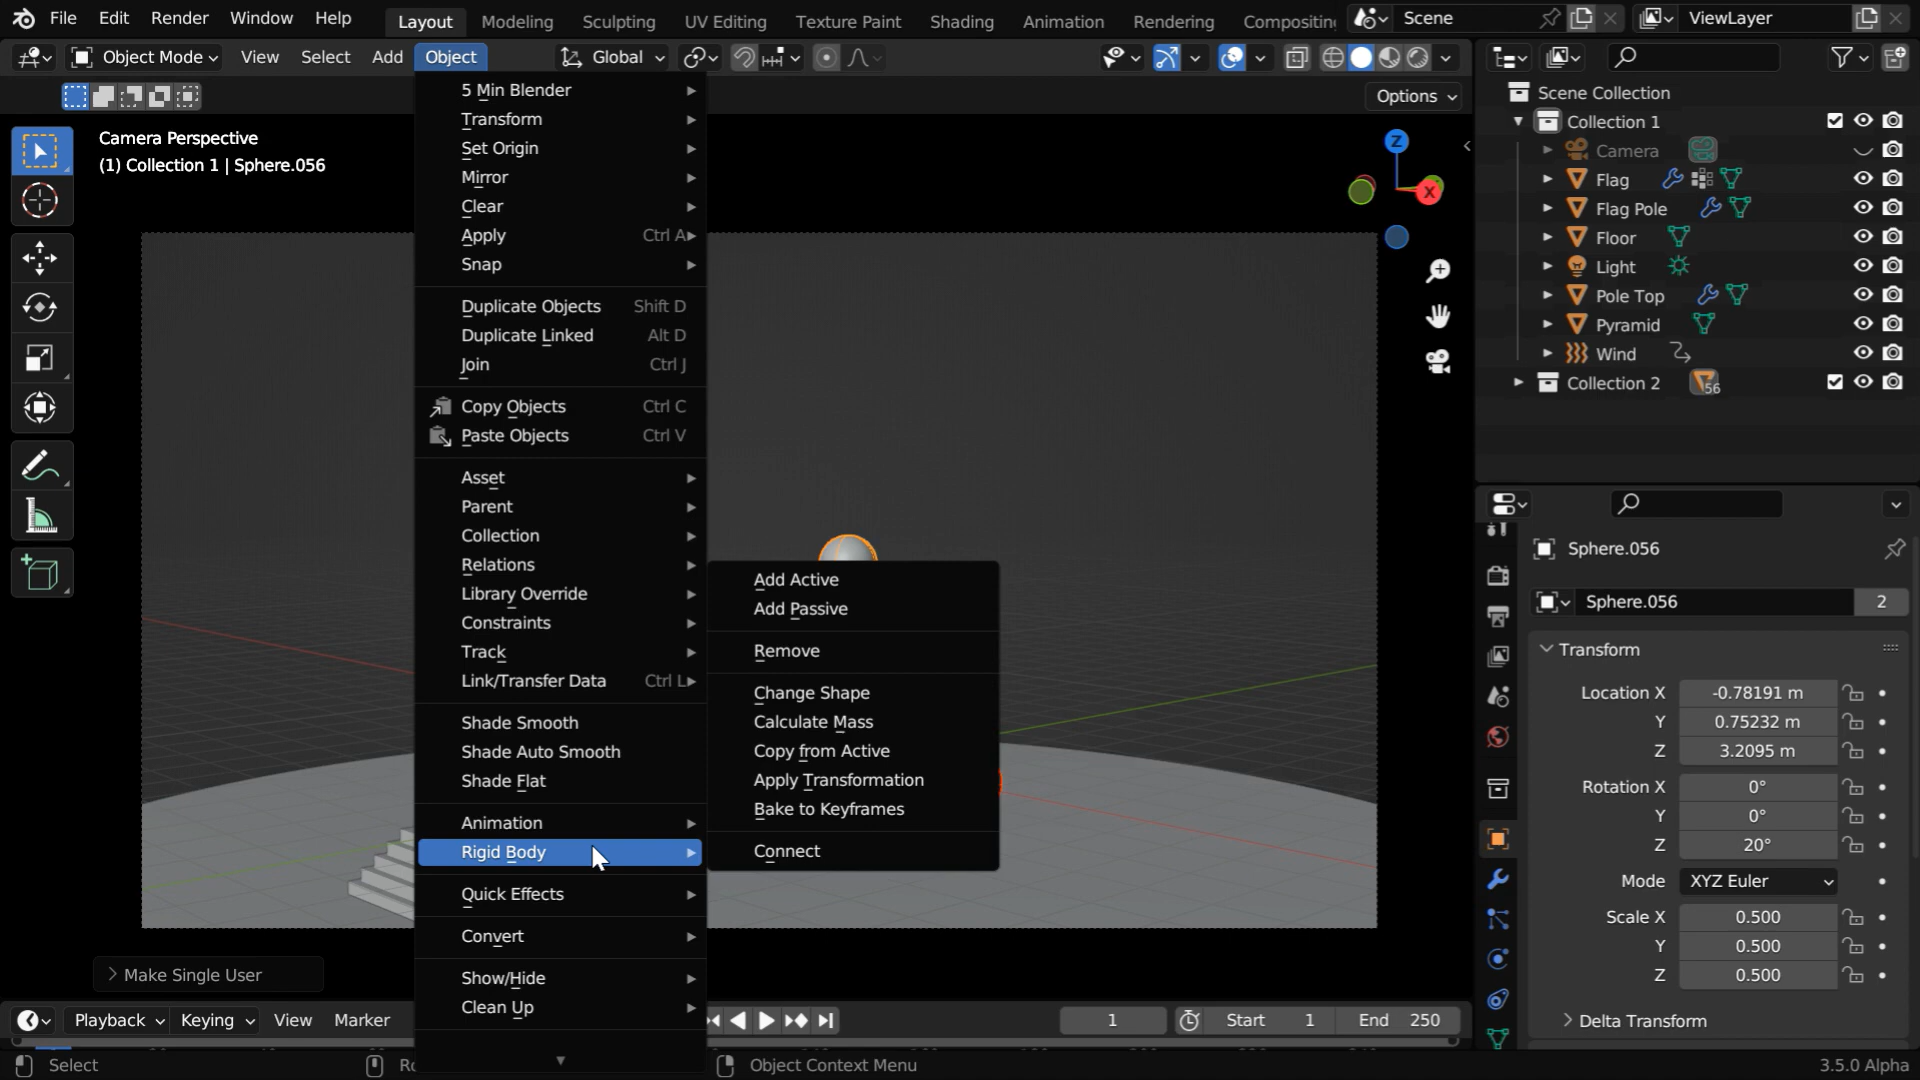 File Edit Render Window Help Layout Modeling Sculpting UV Editing Texture Paint Shading Animation Rendering Scene ViewLayer
Object Mode View Select Add Object Global
Options
Camera Perspective
(1) Collection 1 | Sphere.056
5 Min Blender
Transform
Set Origin
Mirror
Clear
Apply Ctrl A
Snap
Duplicate Objects Shift D
Duplicate Linked Alt D
Join Ctrl J
Copy Objects Ctrl C
Paste Objects Ctrl V
Asset
Parent
Collection
Relations
Library Override
Constraints
Track
Link/Transfer Data Ctrl L
Shade Smooth
Shade Auto Smooth
Shade Flat
Animation
Rigid Body
Quick Effects
Convert
Show/Hide
Clean Up
Add Active
Add Passive
Remove
Change Shape
Calculate Mass
Copy from Active
Apply Transformation
Bake to Keyframes
Connect
Z
X
Make Single User
Playback Keying View Marker 1 Start 1 End 250
Select Object Context Menu 3.5.0 Alpha
Scene Collection
Collection 1
Camera
Flag
Flag Pole
Floor
Light
Pole Top
Pyramid
Wind
Collection 2 56
Sphere.056
Sphere.056 2
Transform
Location X -0.78191 m
Y 0.75232 m
Z 3.2095 m
Rotation X 0°
Y 0°
Z 20°
Mode XYZ Euler
Scale X 0.500
Y 0.500
Z 0.500
Delta Transform